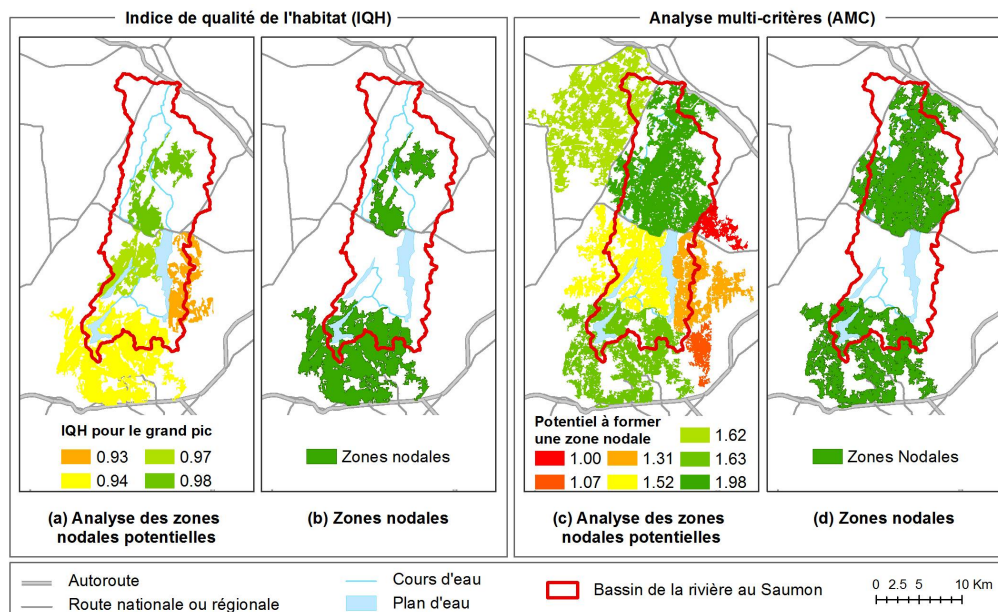 Indice de qualité de l'habitat (IQH)
Analyse multi-critères (AMC)
IQH pour le grand pic
0.93 0.97
0.94 0.98
Zones nodales
Potentiel à former
une zone nodale
1.62
1.00 1.31 1.63
1.07 1.52 1.98
Zones Nodales
(a) Analyse des zones
nodales potentielles
(b) Zones nodales
(c) Analyse des zones
nodales potentielles
(d) Zones nodales
Autoroute
Route nationale ou régionale
Cours d'eau
Plan d'eau
Bassin de la rivière au Saumon
0 2.5 5 10 Km